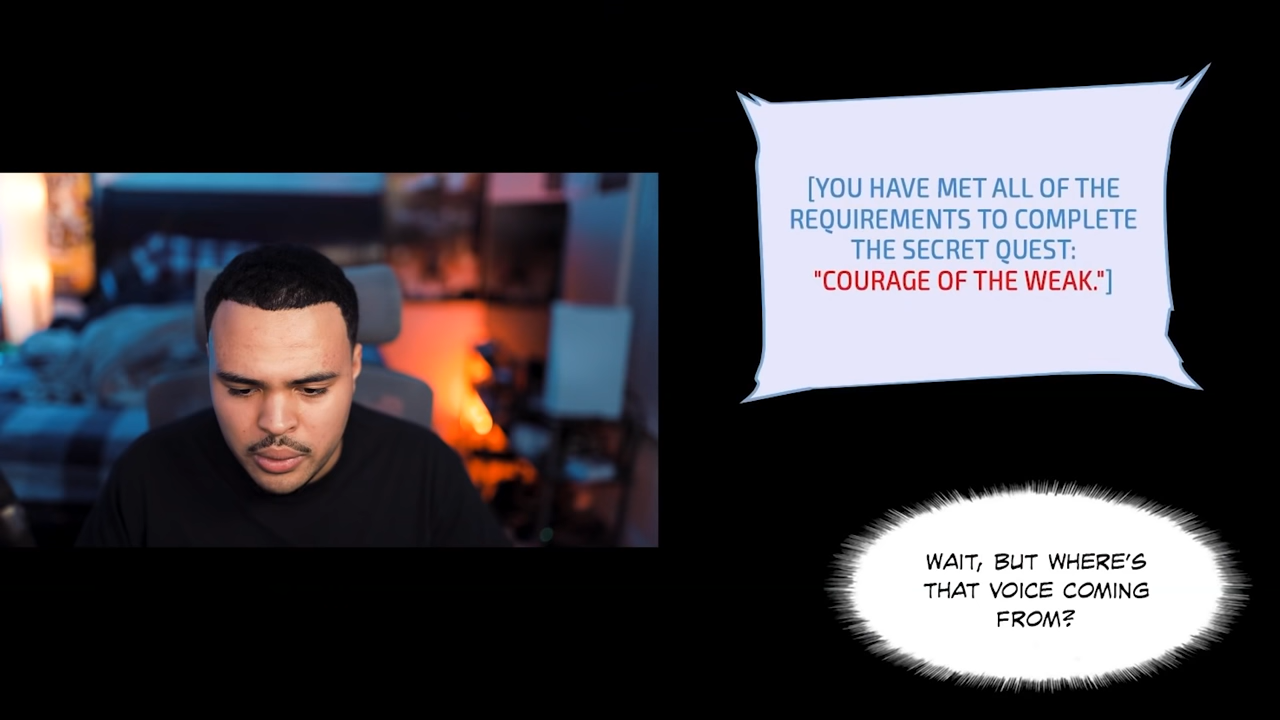 [YOU HAVE MET ALL OF THE
REQUIREMENTS TO COMPLETE
THE SECRET QUEST:
"COURAGE OF THE WEAK."]
WAIT, BUT WHERE'S
THAT VOICE COMING
FROM?